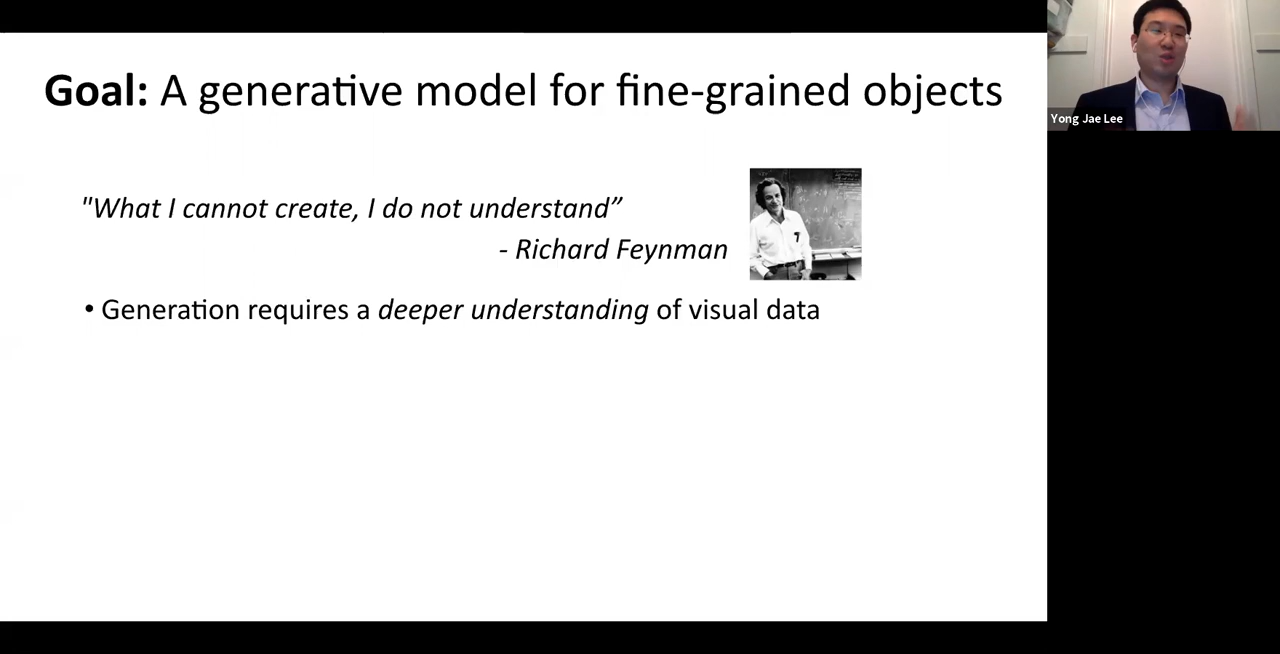 Goal: A generative model for fine-grained objects
"What I cannot create, I do not understand”
- Richard Feynman
• Generation requires a deeper understanding of visual data
Yong Jae Lee